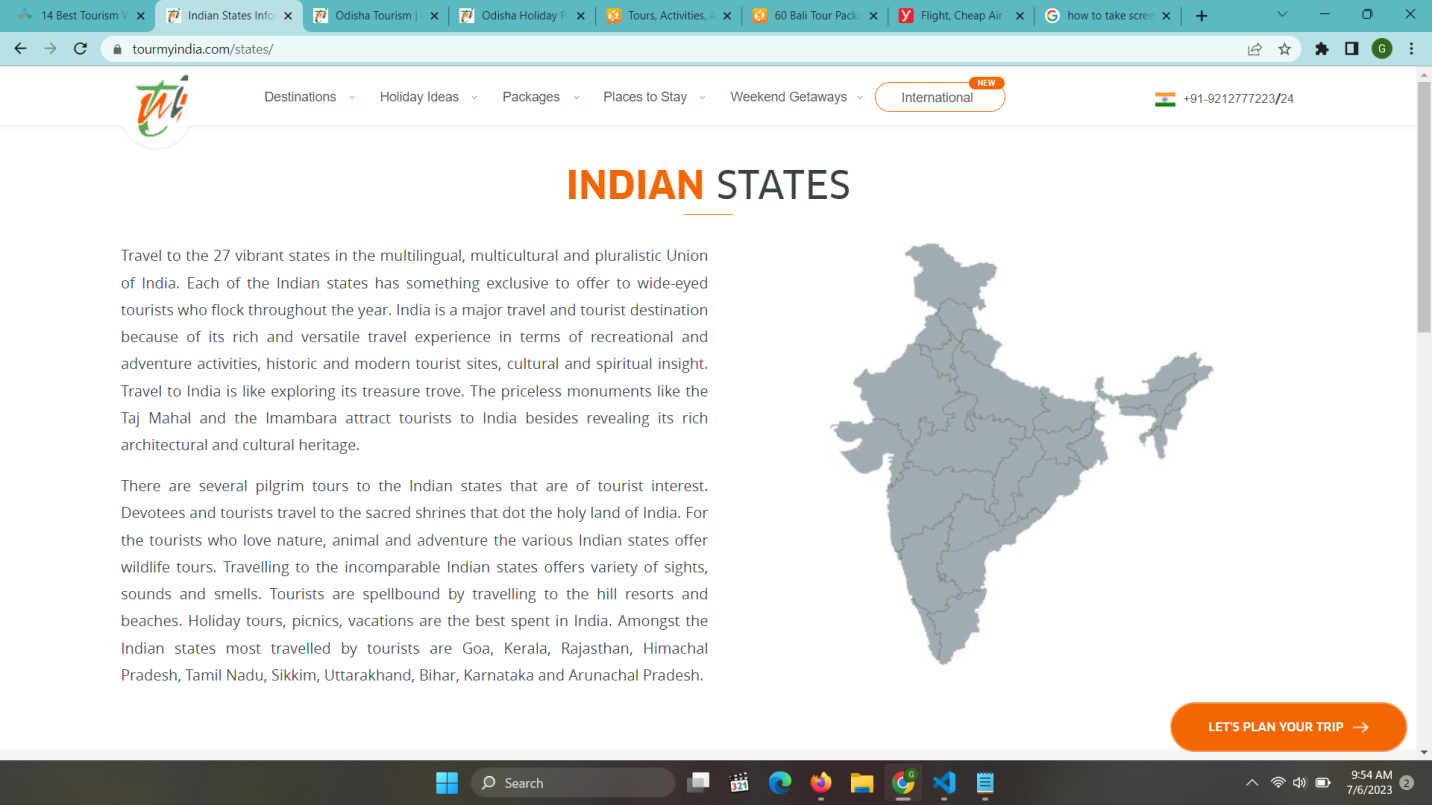 14 Best Tourism W
Indian States Info
Odisha Tourism |
Odisha Holiday P
Tours, Activities, A
60 Bali Tour Pack
Flight, Cheap Air
how to take scree
tourmyindia.com/states/
G
Destinations
Holiday Ideas
Packages
Places to Stay
Weekend Getaways
NEW
International
+91-9212777223/24
INDIAN STATES
Travel to the 27 vibrant states in the multilingual, multicultural and pluralistic Union
of India. Each of the Indian states has something exclusive to offer to wide-eyed
tourists who flock throughout the year. India is a major travel and tourist destination
because of its rich and versatile travel experience in terms of recreational and
adventure activities, historic and modern tourist sites, cultural and spiritual insight.
Travel to India is like exploring its treasure trove. The priceless monuments like the
Taj Mahal and the Imambara attract tourists to India besides revealing its rich
architectural and cultural heritage.
There are several pilgrim tours to the Indian states that are of tourist interest.
Devotees and tourists travel to the sacred shrines that dot the holy land of India. For
the tourists who love nature, animal and adventure the various Indian states offer
wildlife tours. Travelling to the incomparable Indian states offers variety of sights,
sounds and smells. Tourists are spellbound by travelling to the hill resorts and
beaches. Holiday tours, picnics, vacations are the best spent in India. Amongst the
Indian states most travelled by tourists are Goa, Kerala, Rajasthan, Himachal
Pradesh, Tamil Nadu, Sikkim, Uttarakhand, Bihar, Karnataka and Arunachal Pradesh.
LET'S PLAN YOUR TRIP
Search
321
G
9:54 AM
7/6/2023
2